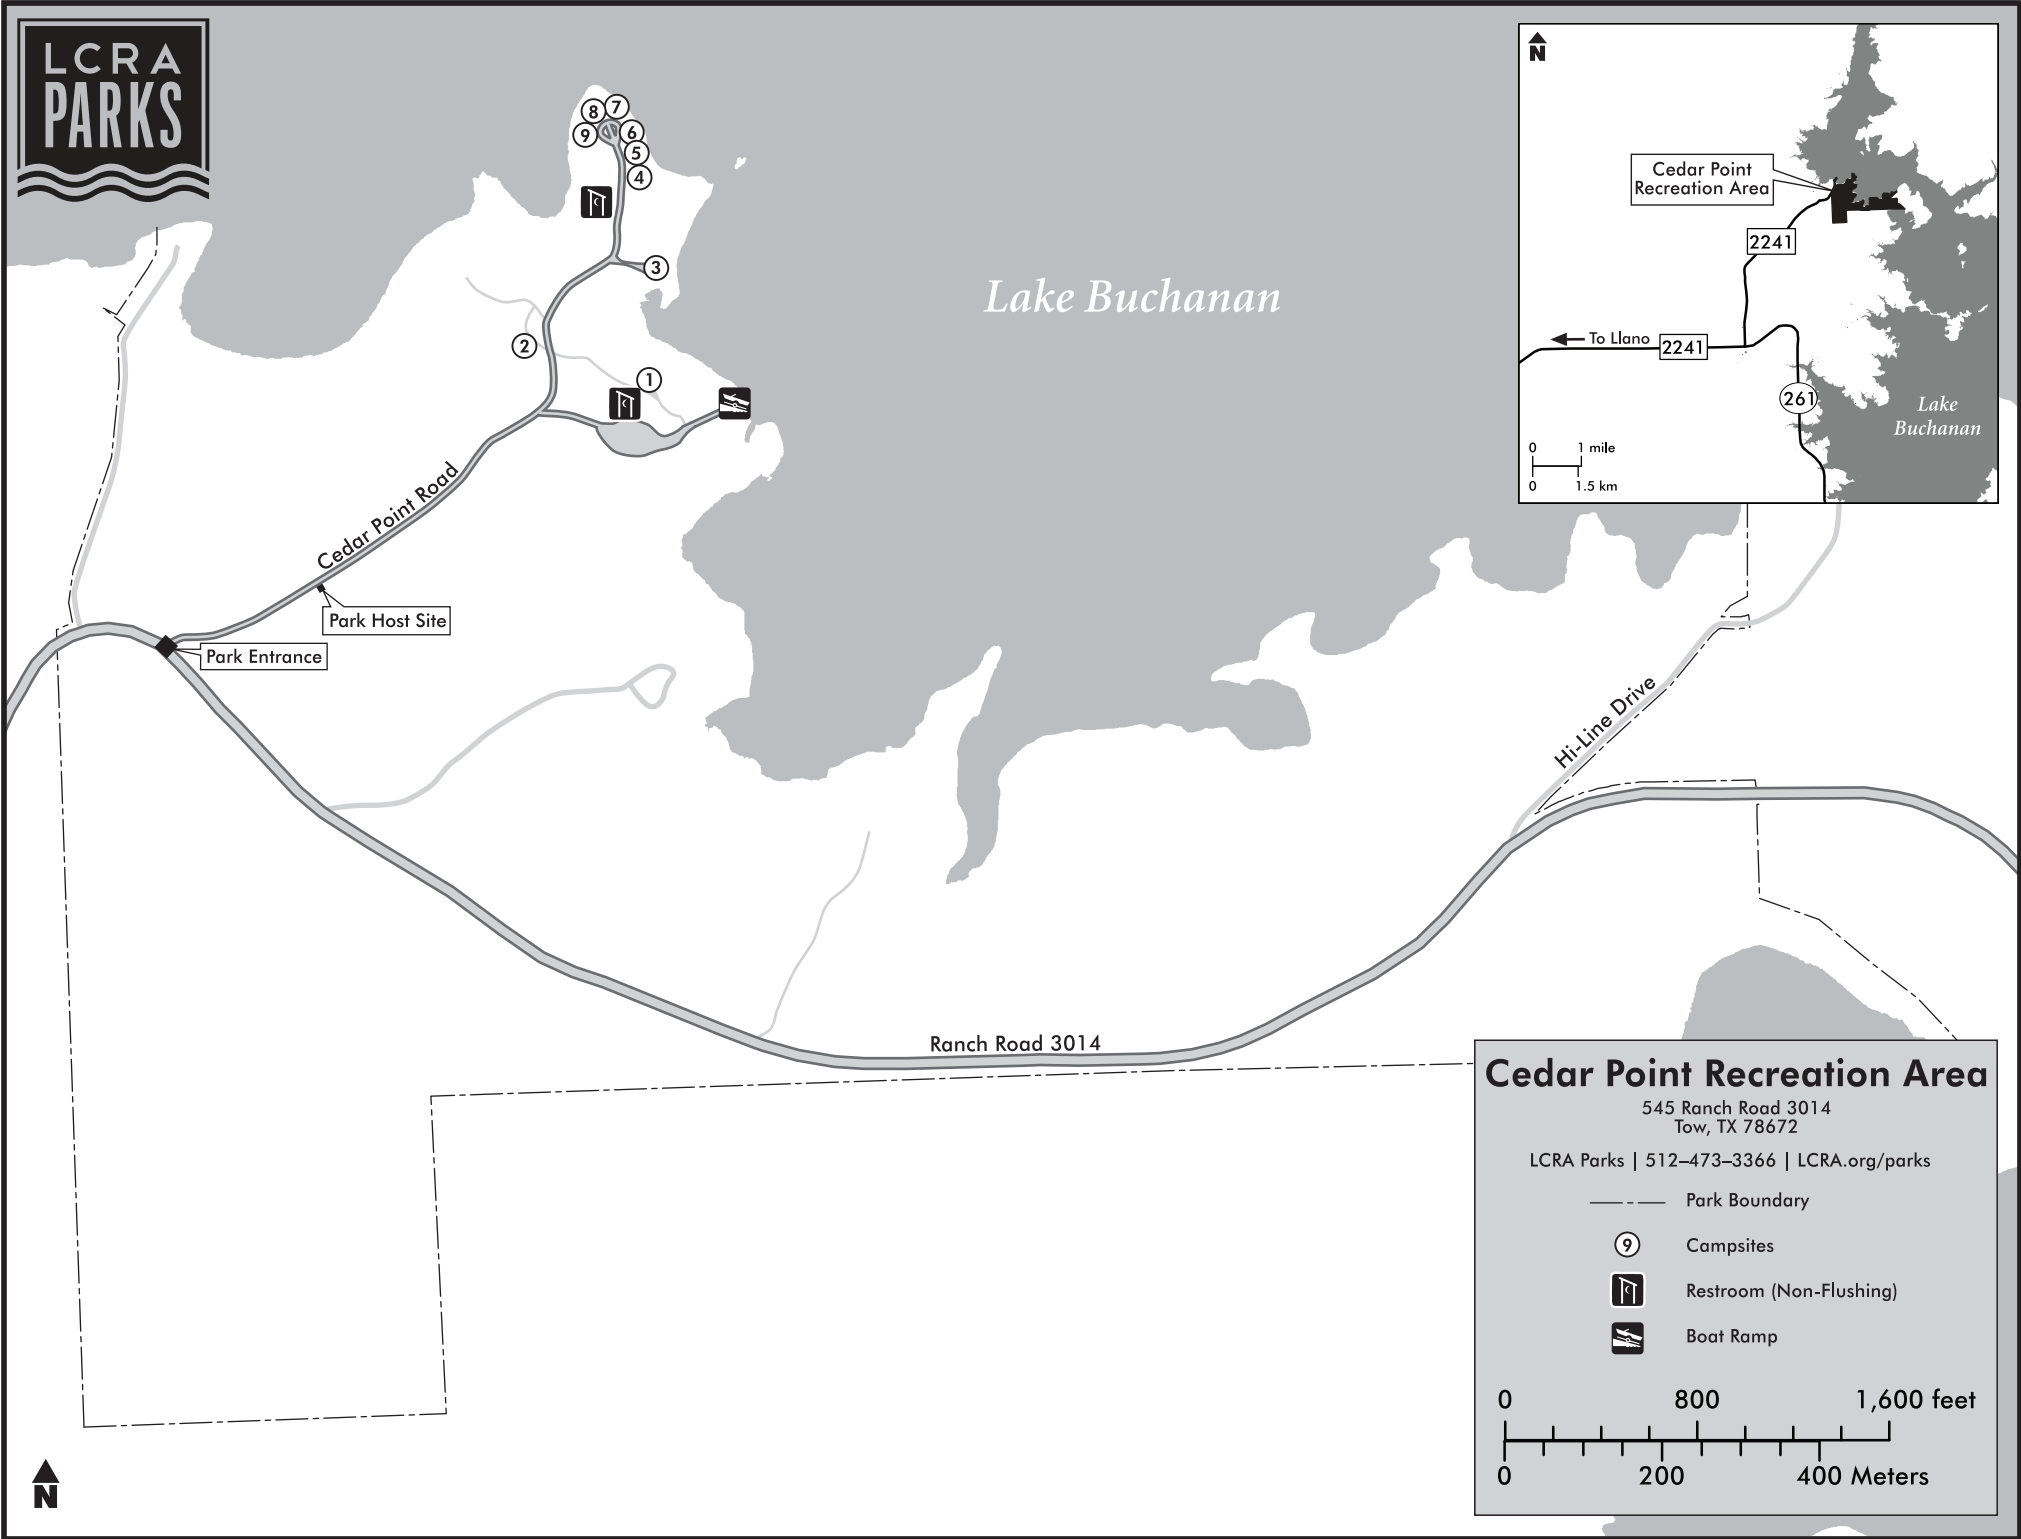 LCRA
PARKS
8
7
9
6
5
4
3
2
1
Lake Buchanan
Cedar Point Road
Park Host Site
Park Entrance
Ranch Road 3014
Hi-Line Drive
N
N
Cedar Point
Recreation Area
2241
To Llano
2241
261
Lake
Buchanan
0 1 mile
0 1.5 km
Cedar Point Recreation Area
545 Ranch Road 3014
Tow, TX 78672
LCRA Parks | 512–473–3366 | LCRA.org/parks
Park Boundary
9 Campsites
Restroom (Non-Flushing)
Boat Ramp
0 800 1,600 feet
0 200 400 Meters